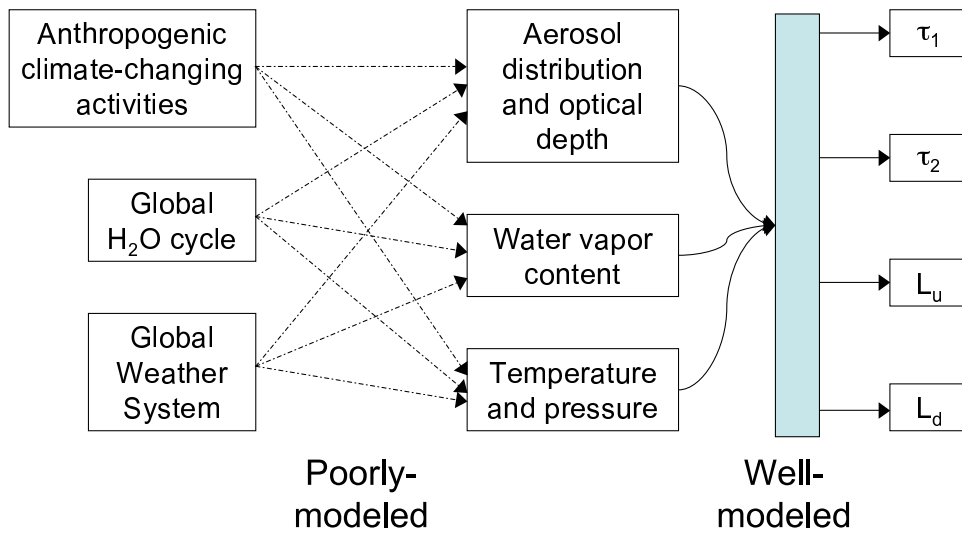 Anthropogenic
climate-changing
activities
Global
H₂O cycle
Global
Weather
System
Aerosol
distribution
and optical
depth
Water vapor
content
Temperature
and pressure
τ₁
τ₂
Lᵤ
L_d
Poorly-
modeled
Well-
modeled